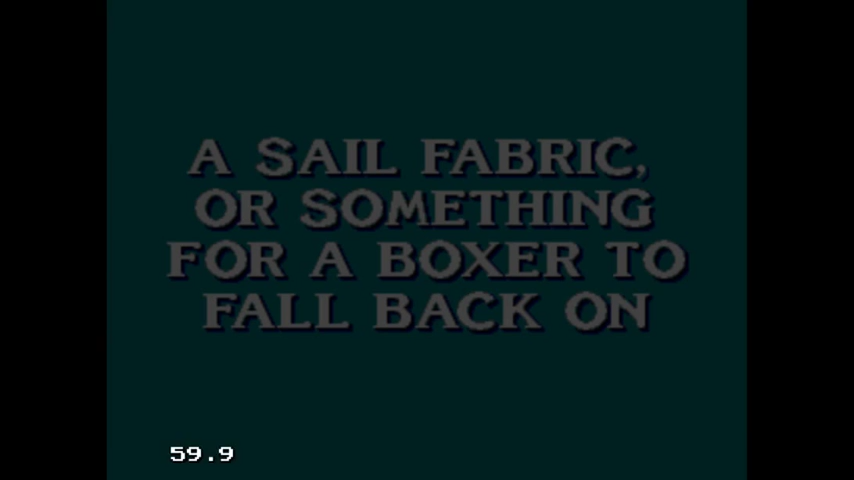 A SAIL FABRIC,
OR SOMETHING
FOR A BOXER TO
FALL BACK ON
59.9